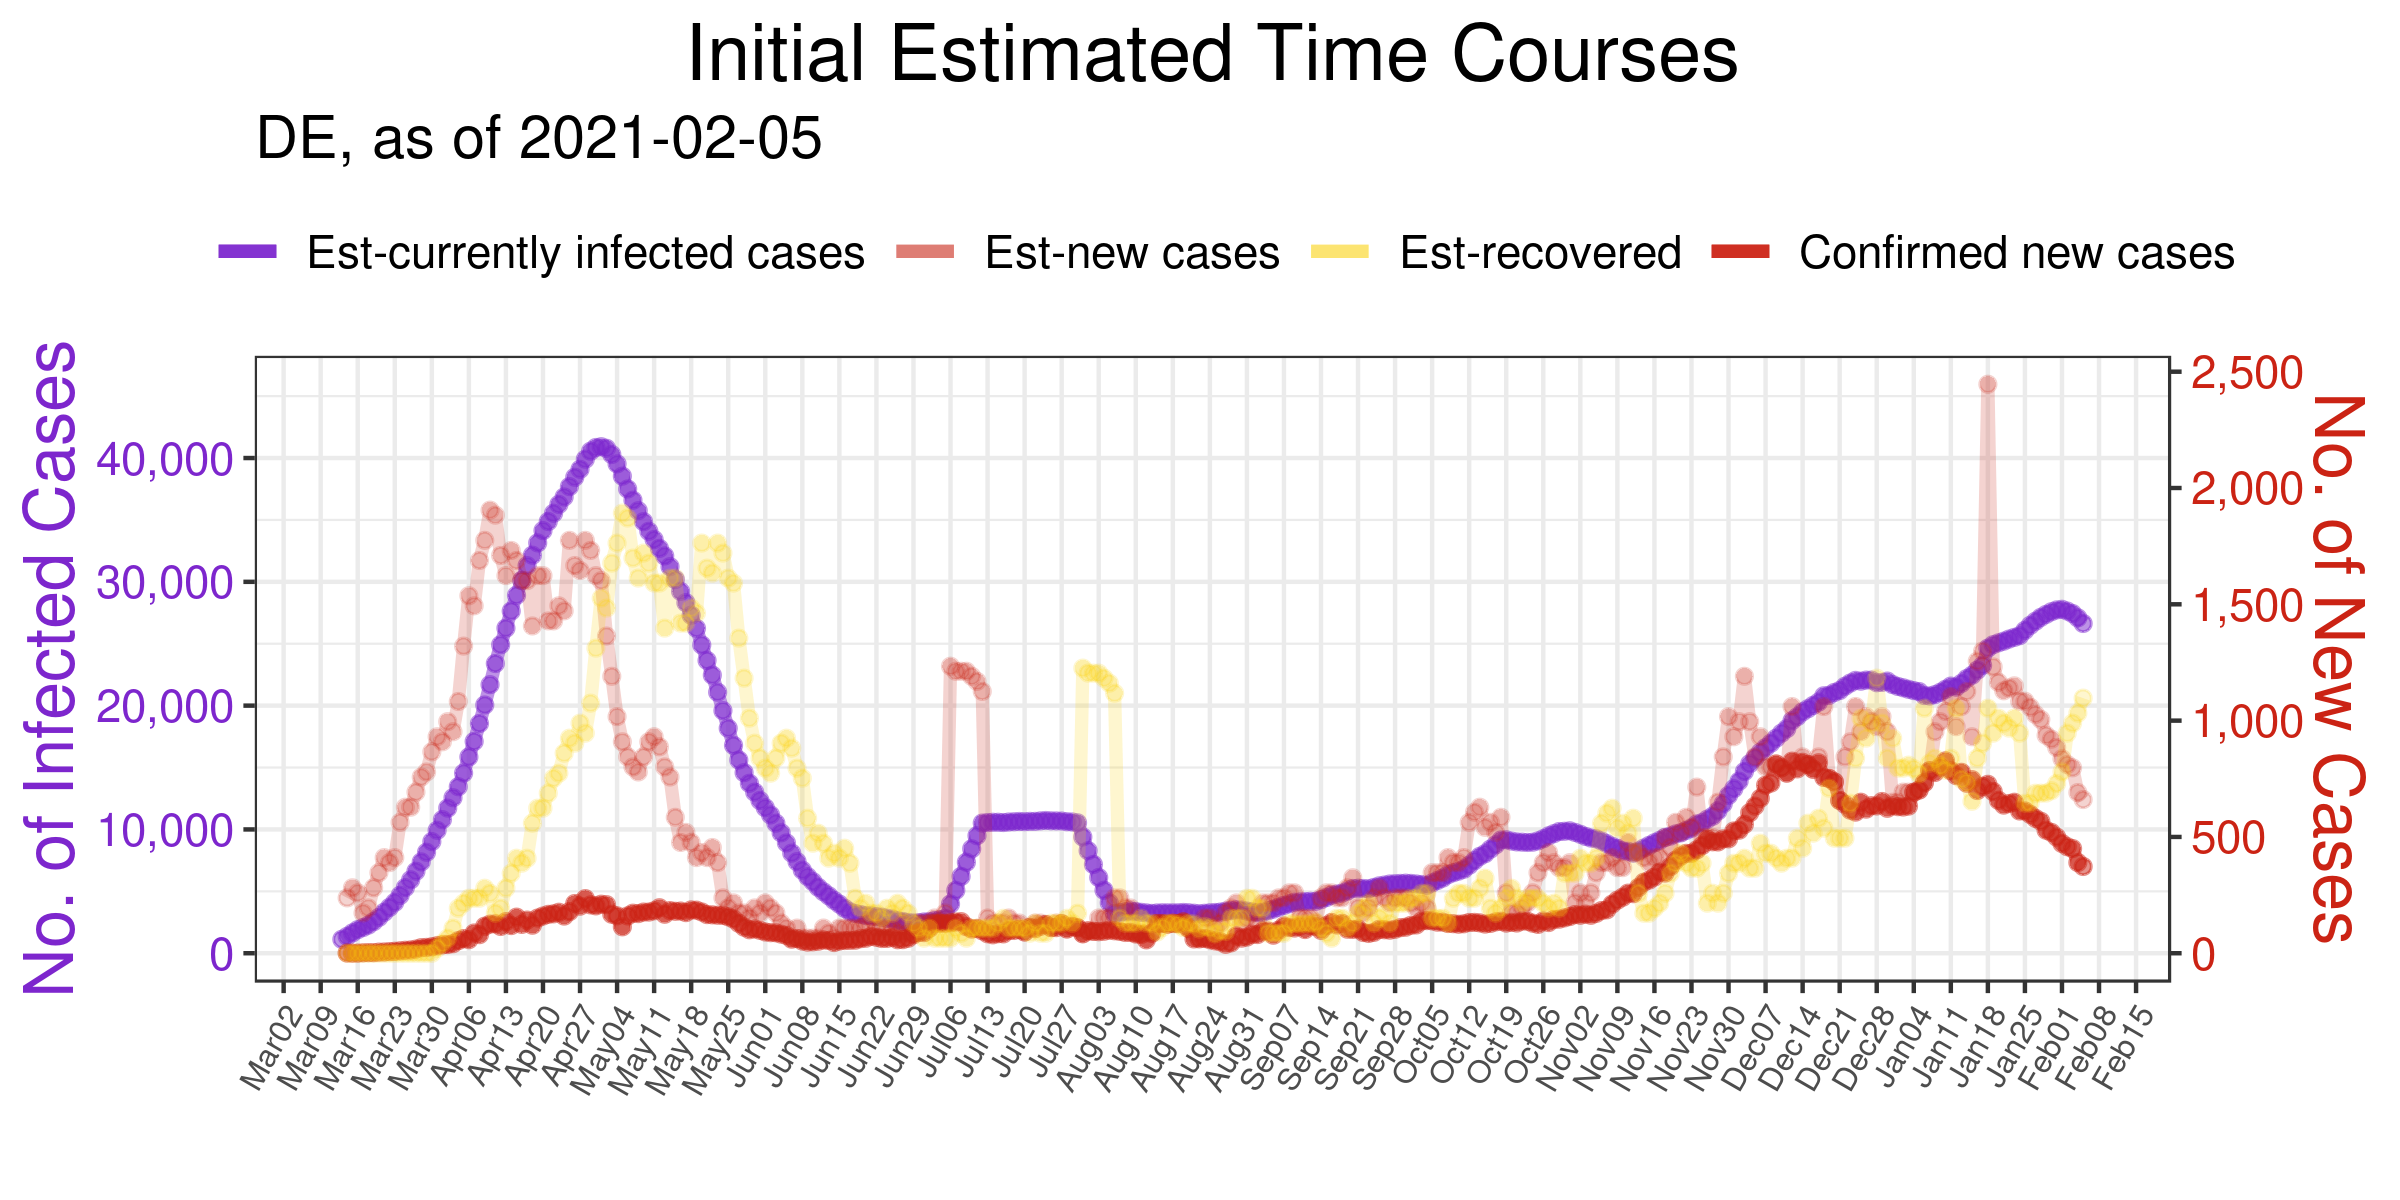 Initial Estimated Time Courses
DE, as of 2021-02-05
Est-currently infected cases Est-new cases Est-recovered Confirmed new cases
No. of Infected Cases
40,000
30,000
20,000
10,000
0
2,500
2,000
1,500
1,000
500
0
No. of New Cases
Mar02 Mar09 Mar16 Mar23 Mar30 Apr06 Apr13 Apr20 Apr27 May04 May11 May18 May25 Jun01 Jun08 Jun15 Jun22 Jun29 Jul06 Jul13 Jul20 Jul27 Aug03 Aug10 Aug17 Aug24 Aug31 Sep07 Sep14 Sep21 Sep28 Oct05 Oct12 Oct19 Oct26 Nov02 Nov09 Nov16 Nov23 Nov30 Dec07 Dec14 Dec21 Dec28 Jan04 Jan11 Jan18 Jan25 Feb01 Feb08 Feb15